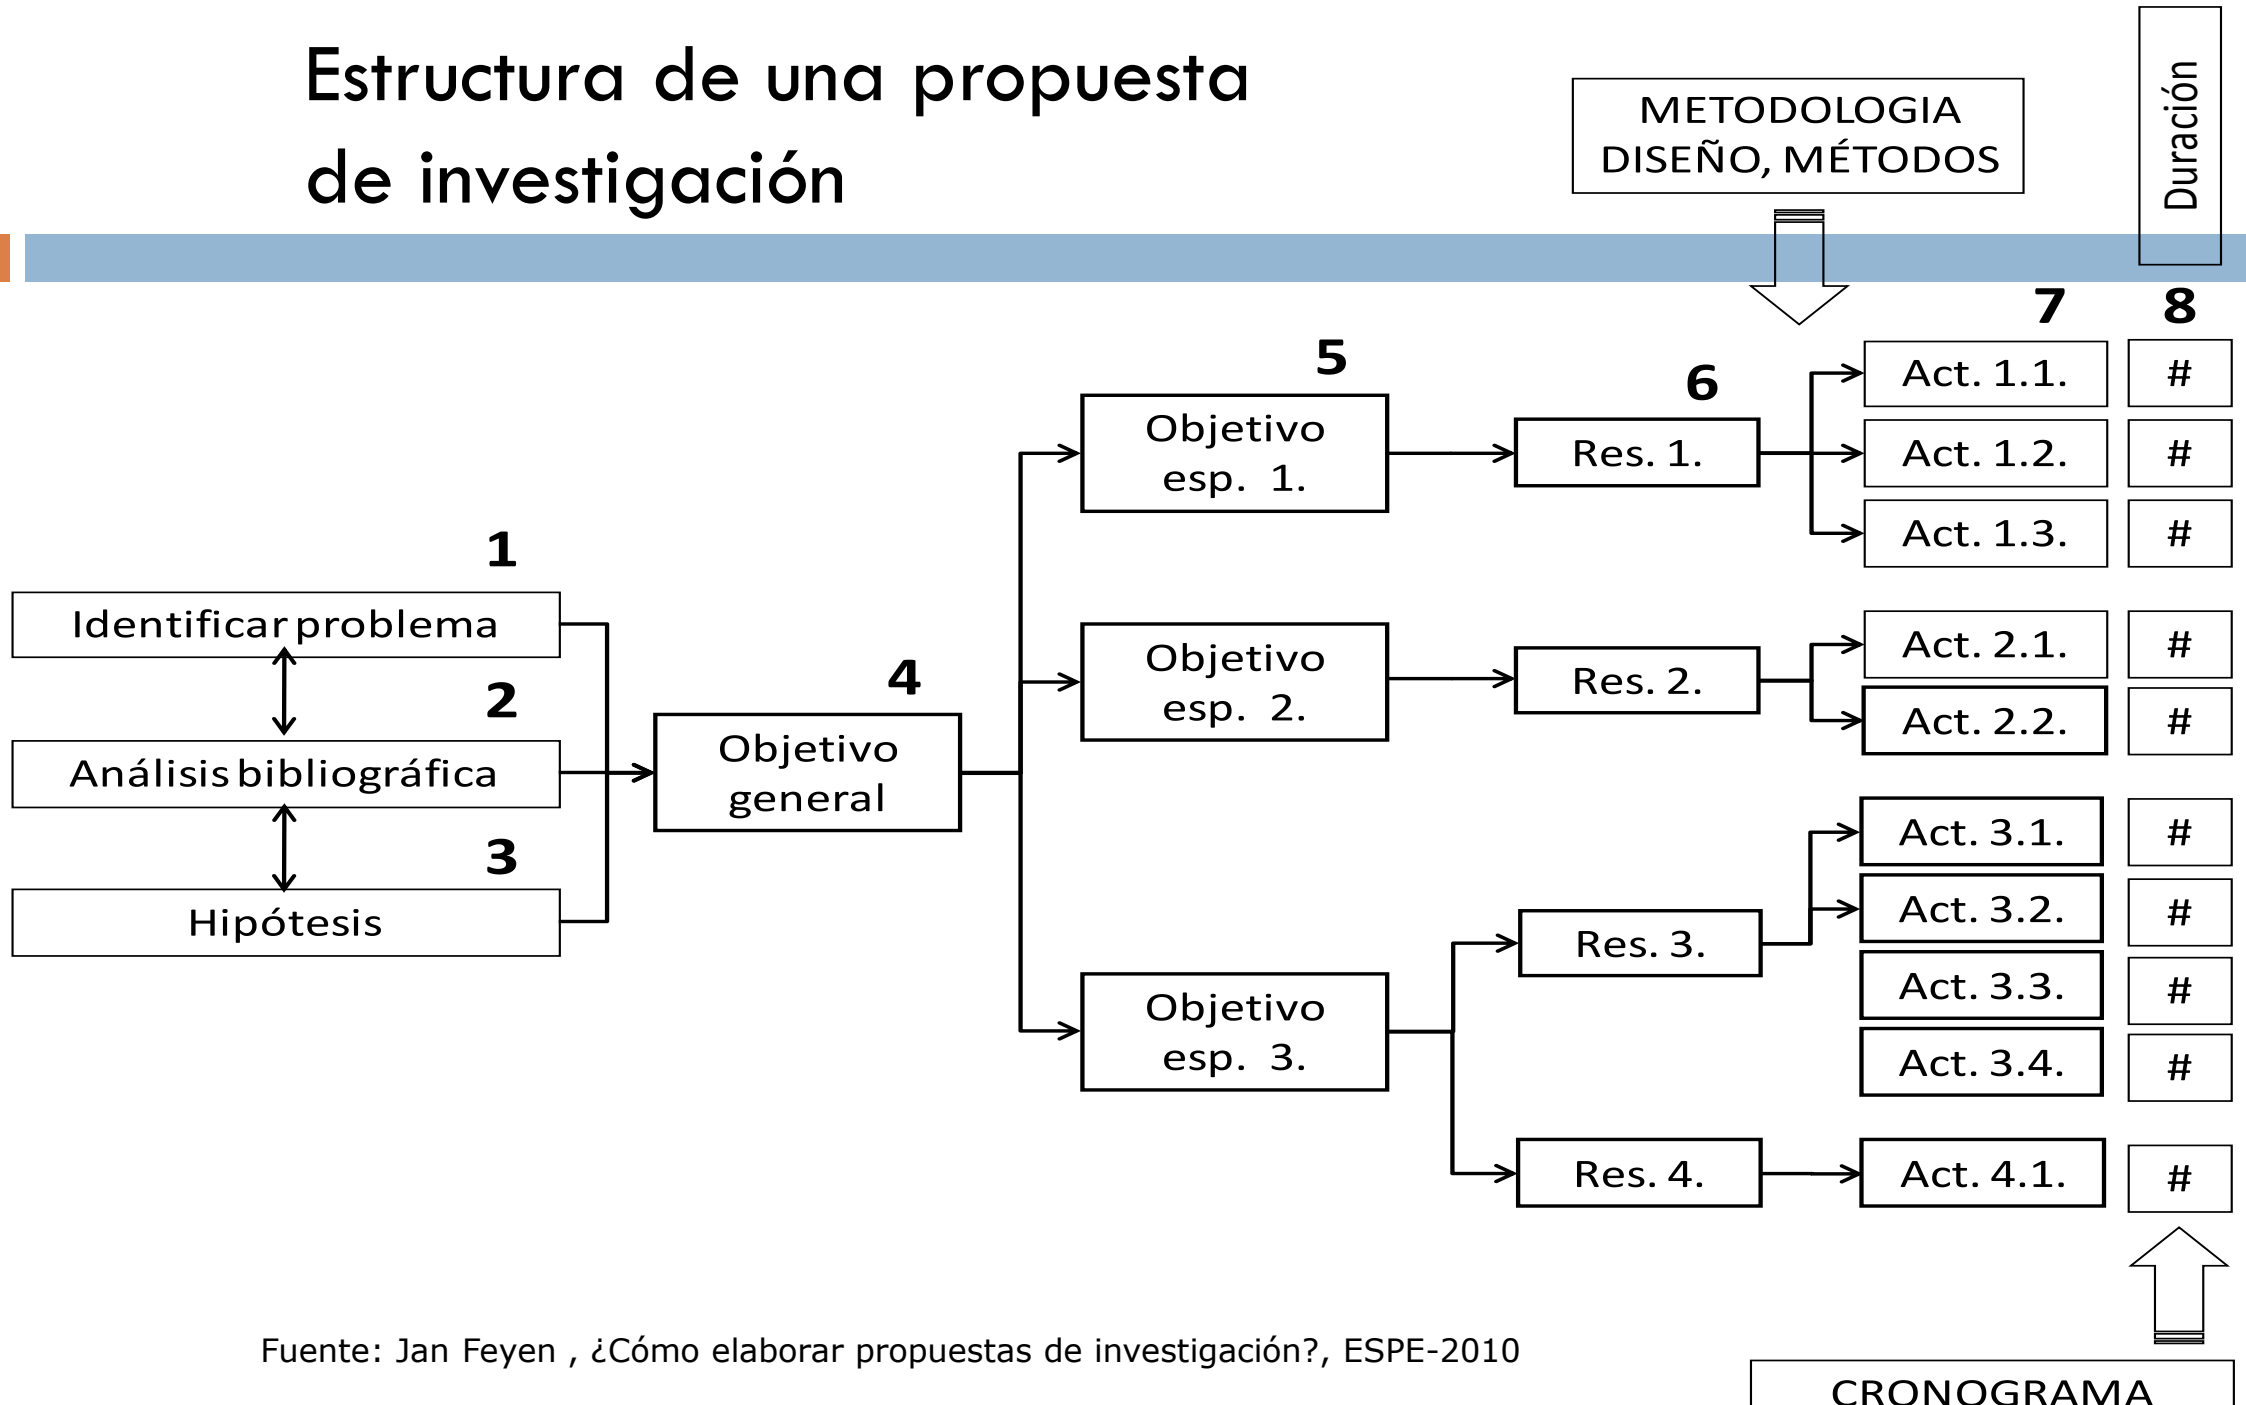 Estructura de una propuesta
de investigación
METODOLOGIA
DISEÑO, MÉTODOS
Duración
1
Identificar problema
2
Análisis bibliográfica
3
Hipótesis
4
Objetivo
general
5
Objetivo
esp. 1.
Objetivo
esp. 2.
Objetivo
esp. 3.
6
Res. 1.
Res. 2.
Res. 3.
Res. 4.
7
Act. 1.1.
Act. 1.2.
Act. 1.3.
Act. 2.1.
Act. 2.2.
Act. 3.1.
Act. 3.2.
Act. 3.3.
Act. 3.4.
Act. 4.1.
8
#
#
#
#
#
#
#
#
#
#
Fuente: Jan Feyen , ¿Cómo elaborar propuestas de investigación?, ESPE-2010
CRONOGRAMA